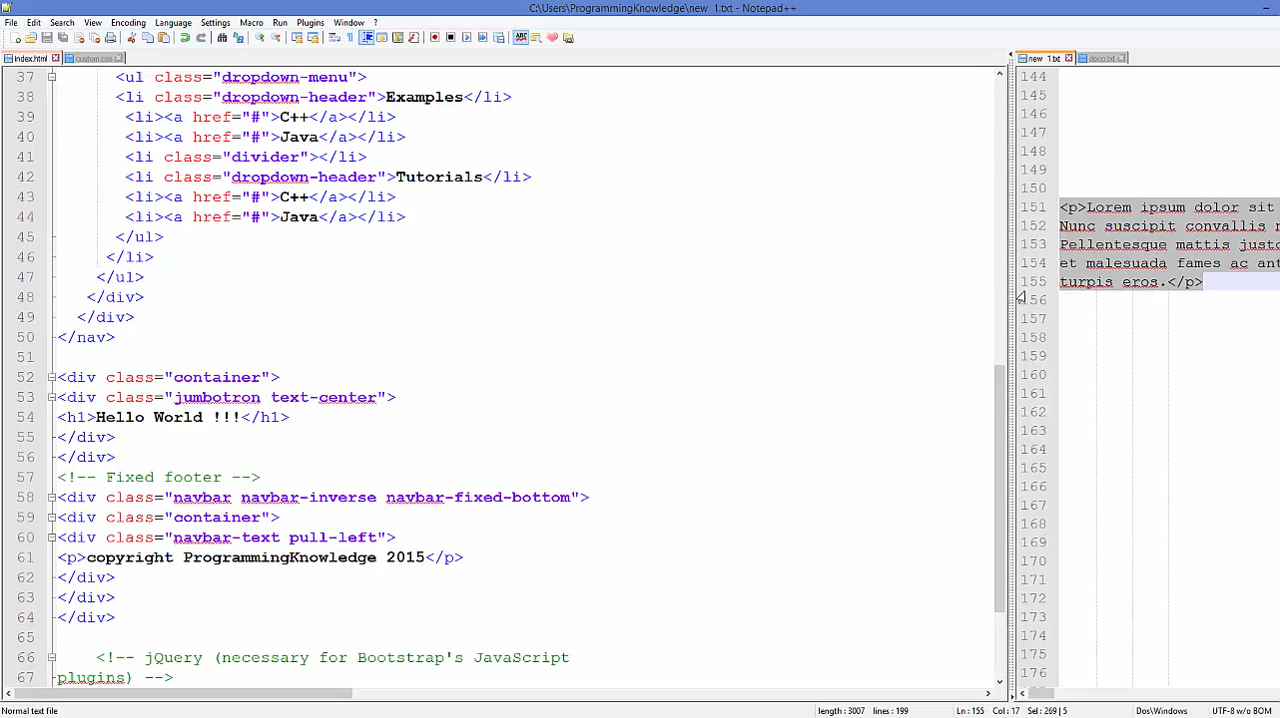 C:\Users\ProgrammingKnowledge\new 1.txt - Notepad++
File Edit Search View Encoding Language Settings Macro Run Plugins Window ?
index.html custom.css
37 <ul class="dropdown-menu">
38 <li class="dropdown-header">Examples</li>
39 <li><a href="#">C++</a></li>
40 <li><a href="#">Java</a></li>
41 <li class="divider"></li>
42 <li class="dropdown-header">Tutorials</li>
43 <li><a href="#">C++</a></li>
44 <li><a href="#">Java</a></li>
45 </ul>
46 </li>
47 </ul>
48 </div>
49 </div>
50 </nav>
51
52 <div class="container">
53 <div class="jumbotron text-center">
54 <h1>Hello World !!!</h1>
55 </div>
56 </div>
57 <!-- Fixed footer -->
58 <div class="navbar navbar-inverse navbar-fixed-bottom">
59 <div class="container">
60 <div class="navbar-text pull-left">
61 <p>copyright ProgrammingKnowledge 2015</p>
62 </div>
63 </div>
64 </div>
65
66 <!-- jQuery (necessary for Bootstrap's JavaScript
67 plugins) -->
new 1.txt doco.txt
144
145
146
147
148
149
150
151 <p>Lorem ipsum dolor sit
152 Nunc suscipit convallis
153 Pellentesque mattis justo
154 et malesuada fames ac ant
155 turpis eros.</p>
156
157
158
159
160
161
162
163
164
165
166
167
168
169
170
171
172
173
174
175
176
Normal text file length : 3007 lines : 199 Ln : 155 Col : 17 Sel : 269 | 5 Dos\Windows UTF-8 w/o BOM